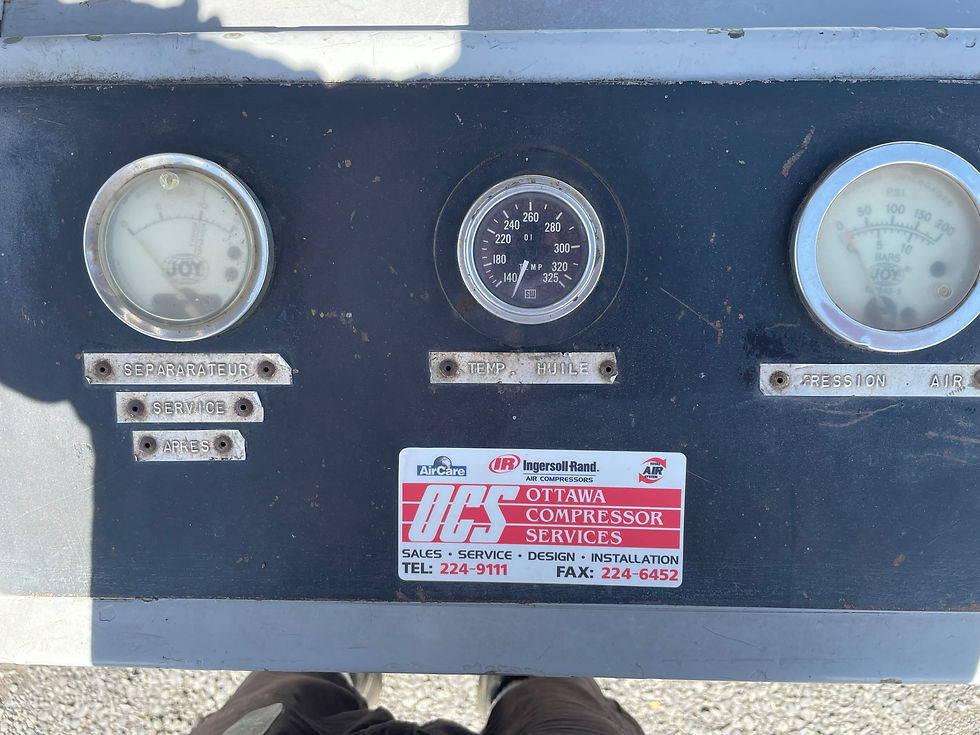 JOY
SEPARARATEUR
SERVICE
APRES
140 180 220 240 260 280 300 320 325
TEMP
SW
TEMP. HUILE
PSI
0 50 100 150 200
5 10
BARS
JOY
PRESSION AIR
AirCare
IR Ingersoll-Rand.
AIR COMPRESSORS
AIR
OCS
OTTAWA
COMPRESSOR
SERVICES
SALES • SERVICE • DESIGN • INSTALLATION
TEL: 224-9111 FAX: 224-6452